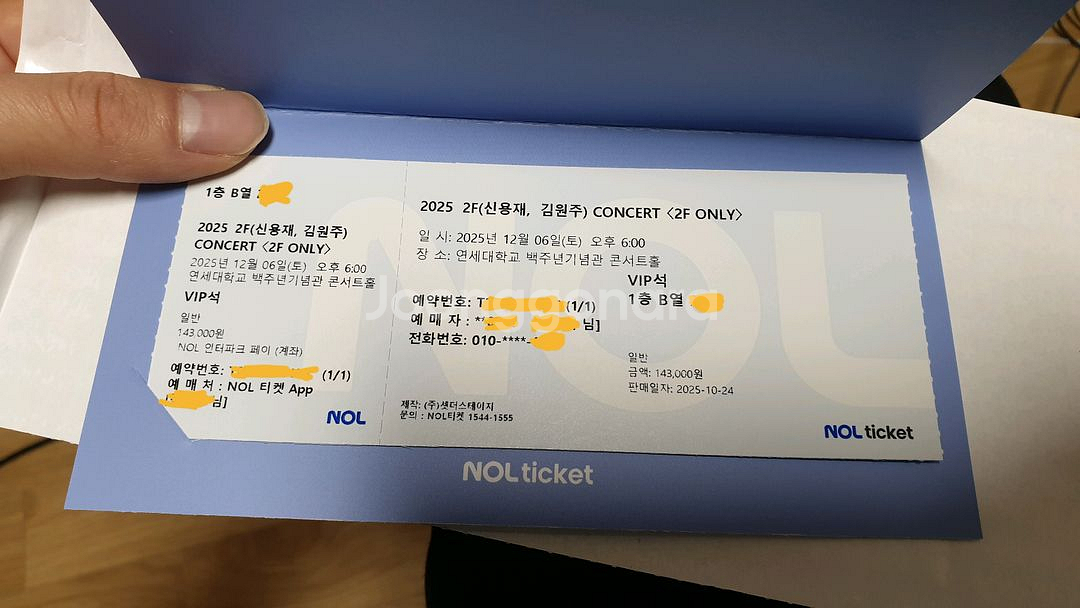 1층 B열
2025 2F(신용재, 김원주)
CONCERT <2F ONLY>
2025년 12월 06일(토) 오후 6:00
연세대학교 백주년기념관 콘서트홀
VIP석
일반
143,000원
NOL 인터파크 페이 (계좌)
예약번호: (1/1)
예 매 처 : NOL 티켓 App
님]
NOL
2025 2F(신용재, 김원주) CONCERT <2F ONLY>
일 시: 2025년 12월 06일(토) 오후 6:00
장 소: 연세대학교 백주년기념관 콘서트홀
VIP석
1층 B열
예약번호: T (1/1)
예 매 자 : ** 님]
전화번호: 010-****-
일반
금액: 143,000원
판매일자: 2025-10-24
제작: (주)셋더스테이지
문의 : NOL티켓 1544-1555
NOL ticket
NOL ticket
NOL
Joonggonara